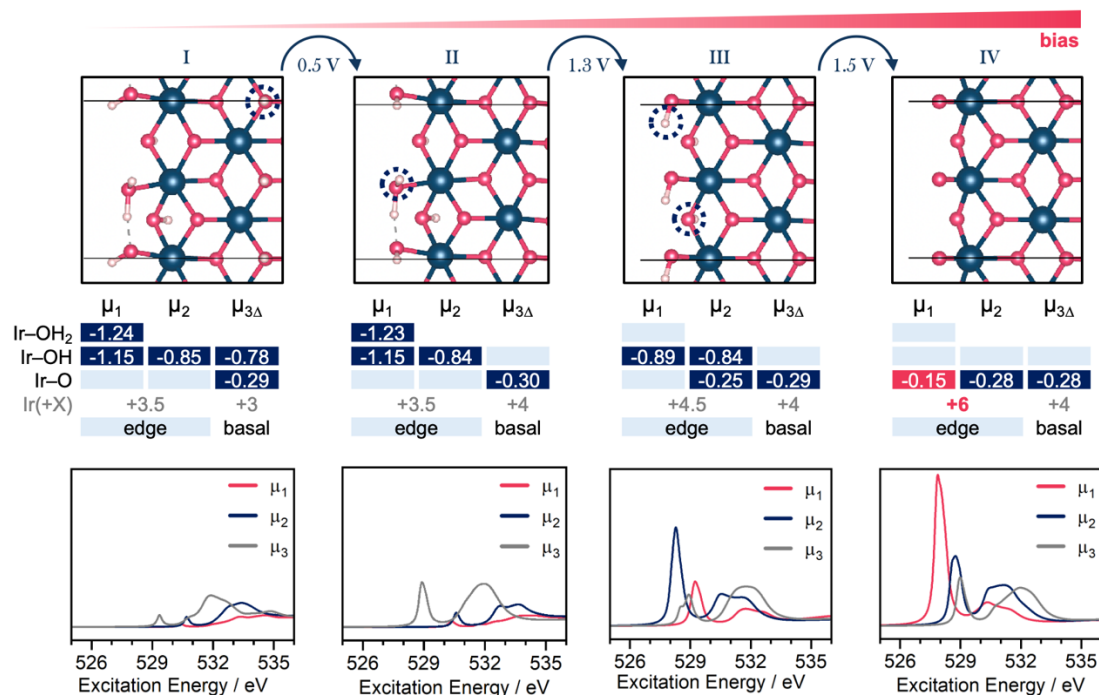 bias
I 0.5 V II 1.3 V III 1.5 V IV
μ1 μ2 μ3Δ μ1 μ2 μ3Δ μ1 μ2 μ3Δ μ1 μ2 μ3Δ
Ir–OH2 -1.24 -1.23
Ir–OH -1.15 -0.85 -0.78 -1.15 -0.84 -0.89 -0.84
Ir–O -0.29 -0.30 -0.25 -0.29 -0.15 -0.28 -0.28
Ir(+X) +3.5 +3 +3.5 +4 +4.5 +4 +6 +4
edge basal edge basal edge basal edge basal
μ1 μ1 μ1 μ1
μ2 μ2 μ2 μ2
μ3 μ3 μ3 μ3
526 529 532 535 526 529 532 535 526 529 532 535 526 529 532 535
Excitation Energy / eV Excitation Energy / eV Excitation Energy / eV Excitation Energy / eV